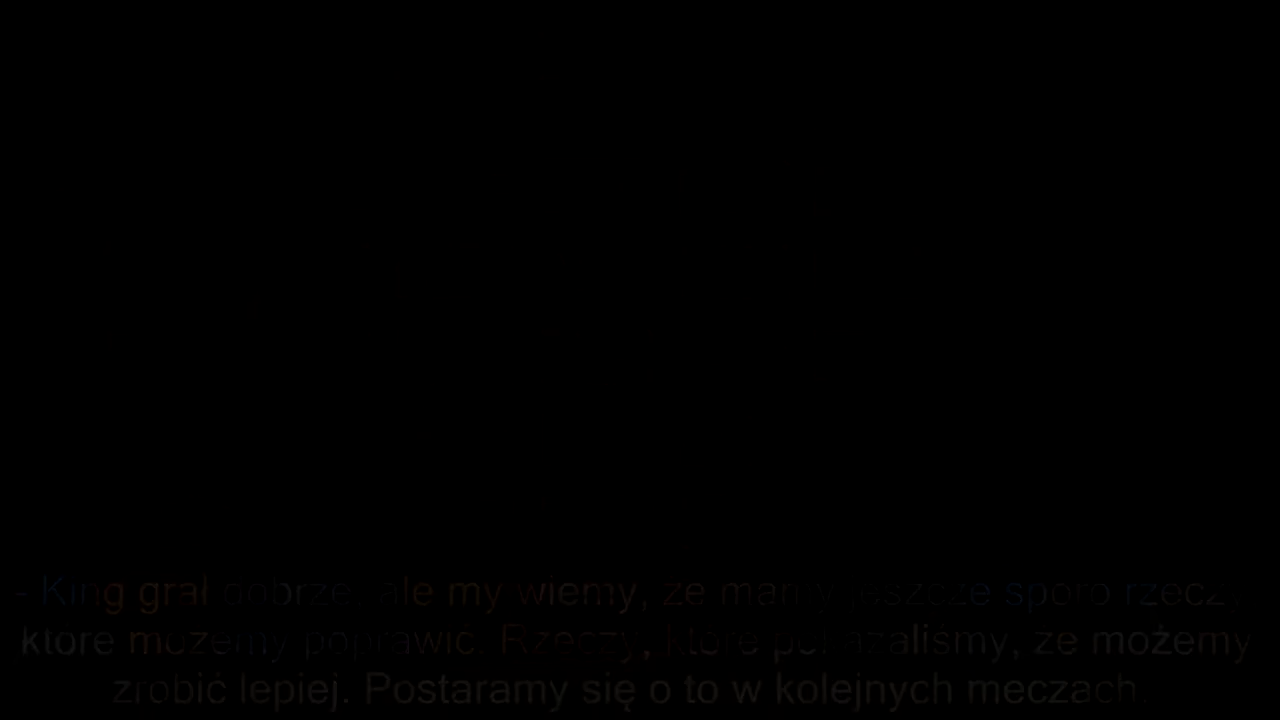 - King grał dobrze, ale my wiemy, że mamy jeszcze sporo rzeczy,
które możemy poprawić. Rzeczy, które pokazaliśmy, że możemy
zrobić lepiej. Postaramy się o to w kolejnych meczach.